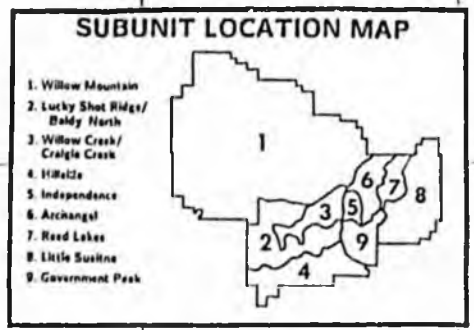 SUBUNIT LOCATION MAP
1. Willow Mountain
2. Lucky Shot Ridge/
Baldy North
3. Willow Creek/
Craigie Creek
4. Hillside
5. Independence
6. Archangel
7. Reed Lakes
8. Little Susitna
9. Government Peak
1
2
3
4
5
6
7
8
9